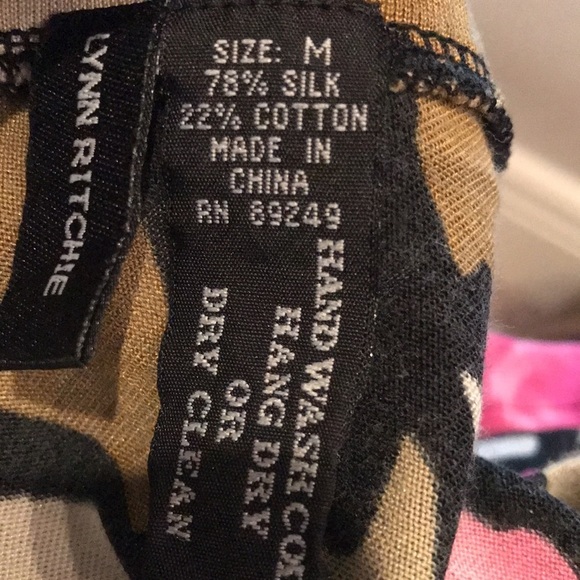 LYNN RITCHIE
SIZE: M
78% SILK
22% COTTON
MADE IN
CHINA
RN 89249
HAND WASH
HANG DRY
OR
DRY CLEAN